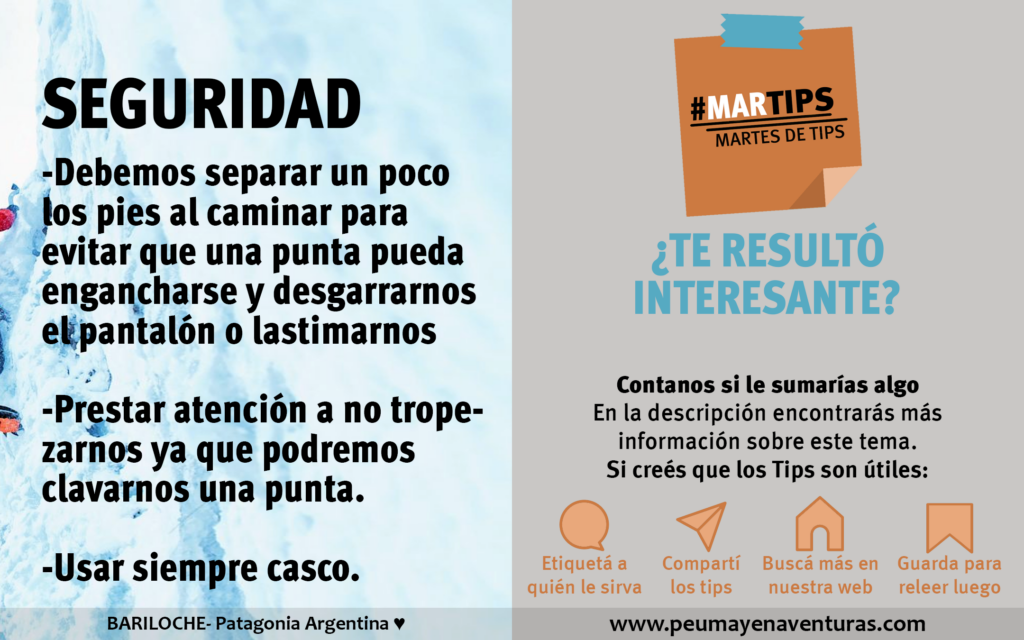 SEGURIDAD
-Debemos separar un poco
los pies al caminar para
evitar que una punta pueda
engancharse y desgarrarnos
el pantalón o lastimarnos
-Prestar atención a no trope-
zarnos ya que podremos
clavarnos una punta.
-Usar siempre casco.
BARILOCHE- Patagonia Argentina ♥
#MARTIPS
MARTES DE TIPS
¿TE RESULTÓ
INTERESANTE?
Contanos si le sumarías algo
En la descripción encontrarás más
información sobre este tema.
Si creés que los Tips son útiles:
Etiquetá a
quién le sirva
Compartí
los tips
Buscá más en
nuestra web
Guarda para
releer luego
www.peumayenaventuras.com